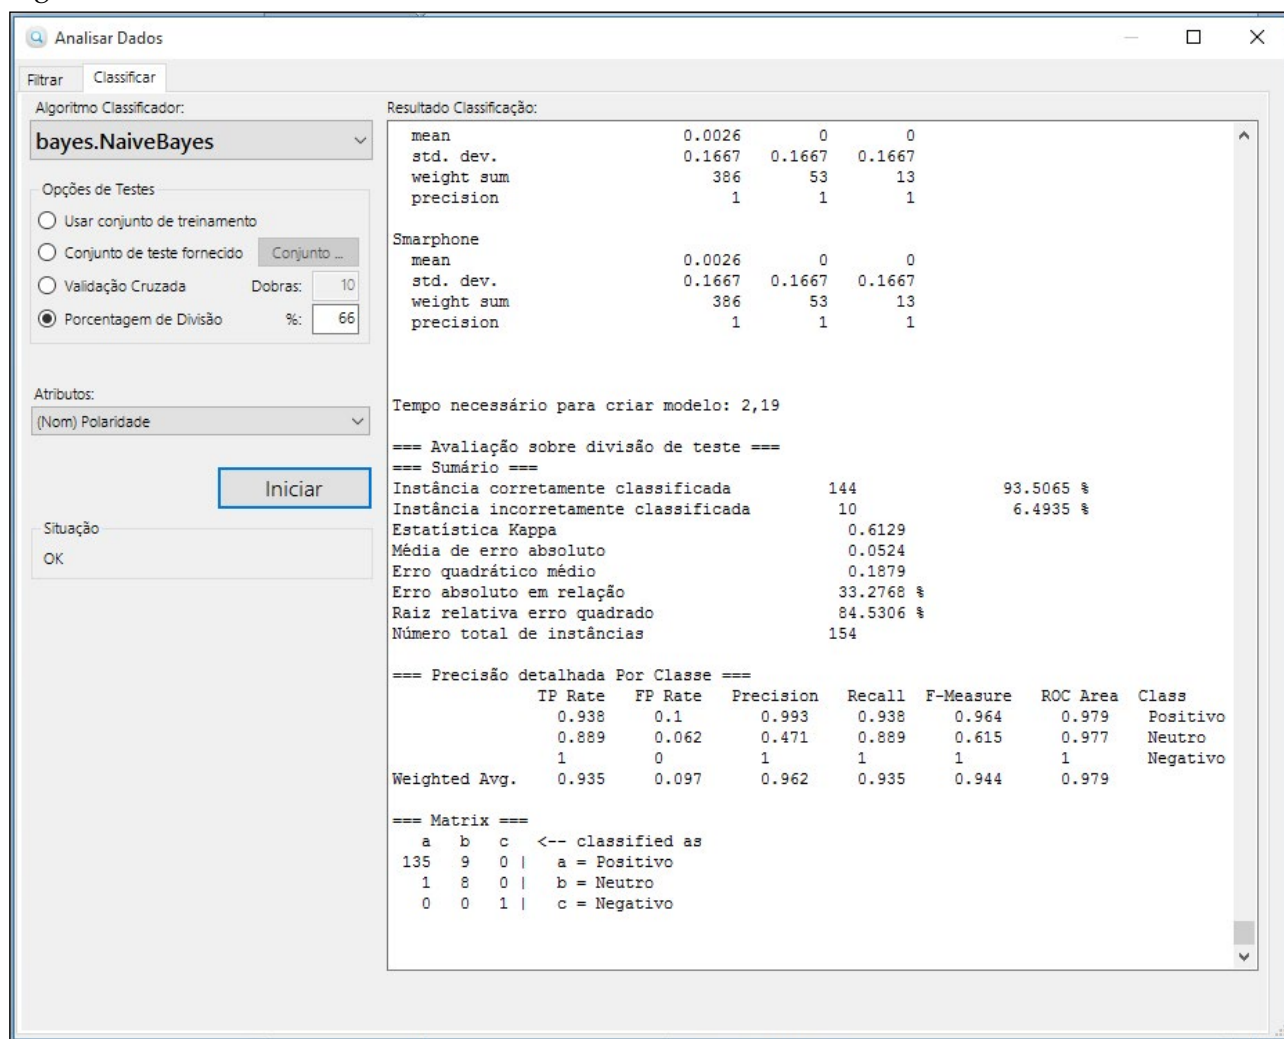 Analisar Dados
Filtrar Classificar
Algoritmo Classificador:
bayes.NaiveBayes
Opções de Testes
Usar conjunto de treinamento
Conjunto de teste fornecido Conjunto ...
Validação Cruzada Dobras: 10
Porcentagem de Divisão %: 66
Atributos:
(Nom) Polaridade
Iniciar
Situação
OK
Resultado Classificação:
mean 0.0026 0 0
std. dev. 0.1667 0.1667 0.1667
weight sum 386 53 13
precision 1 1 1
Smarphone
mean 0.0026 0 0
std. dev. 0.1667 0.1667 0.1667
weight sum 386 53 13
precision 1 1 1
Tempo necessário para criar modelo: 2,19
=== Avaliação sobre divisão de teste ===
=== Sumário ===
Instância corretamente classificada 144 93.5065 %
Instância incorretamente classificada 10 6.4935 %
Estatística Kappa 0.6129
Média de erro absoluto 0.0524
Erro quadrático médio 0.1879
Erro absoluto em relação 33.2768 %
Raiz relativa erro quadrado 84.5306 %
Número total de instâncias 154
=== Precisão detalhada Por Classe ===
TP Rate FP Rate Precision Recall F-Measure ROC Area Class
0.938 0.1 0.993 0.938 0.964 0.979 Positivo
0.889 0.062 0.471 0.889 0.615 0.977 Neutro
1 0 1 1 1 1 Negativo
Weighted Avg. 0.935 0.097 0.962 0.935 0.944 0.979
=== Matrix ===
a b c <-- classified as
135 9 0 | a = Positivo
1 8 0 | b = Neutro
0 0 1 | c = Negativo